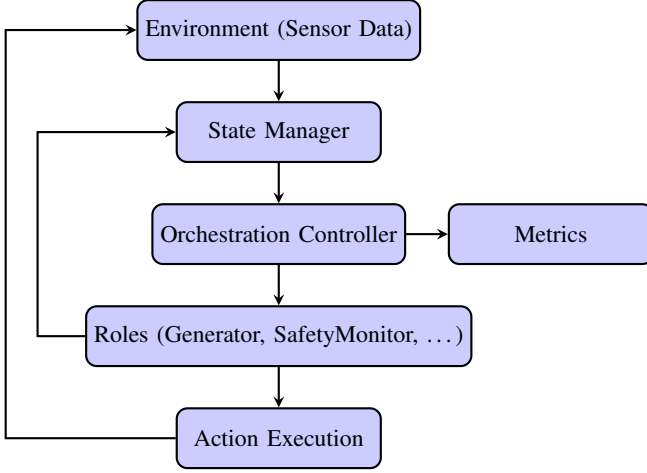 Environment (Sensor Data)
State Manager
Orchestration Controller
Metrics
Roles (Generator, SafetyMonitor, ...)
Action Execution